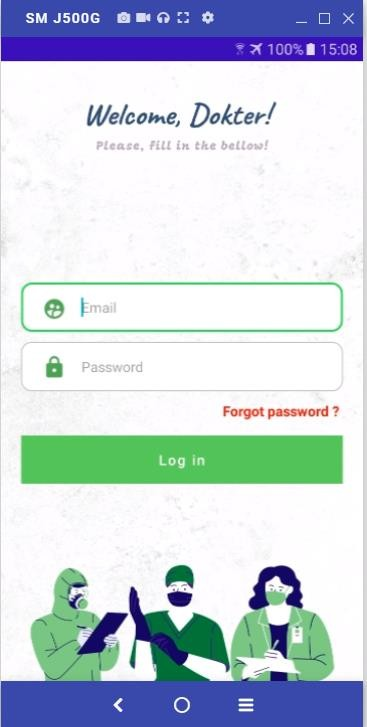 SM J500G
100% 15:08
Welcome, Dokter!
Please, fill in the bellow!
Email
Password
Forgot password ?
Log in